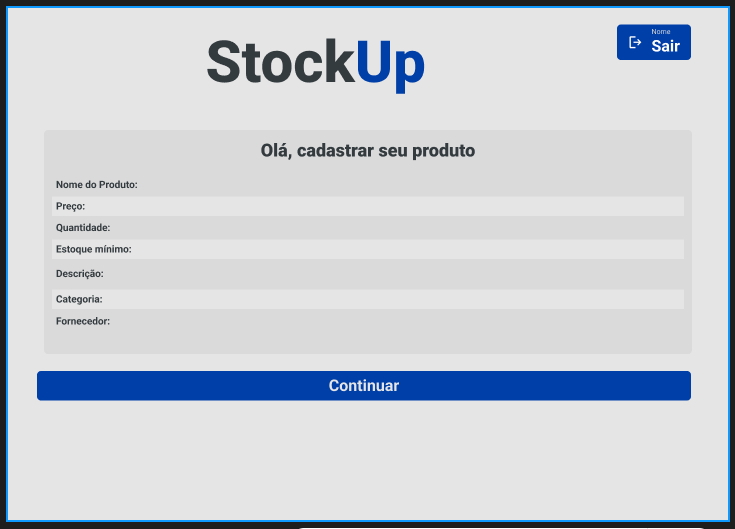 StockUp
Nome
Sair
Olá, cadastrar seu produto
Nome do Produto:
Preço:
Quantidade:
Estoque mínimo:
Descrição:
Categoria:
Fornecedor:
Continuar